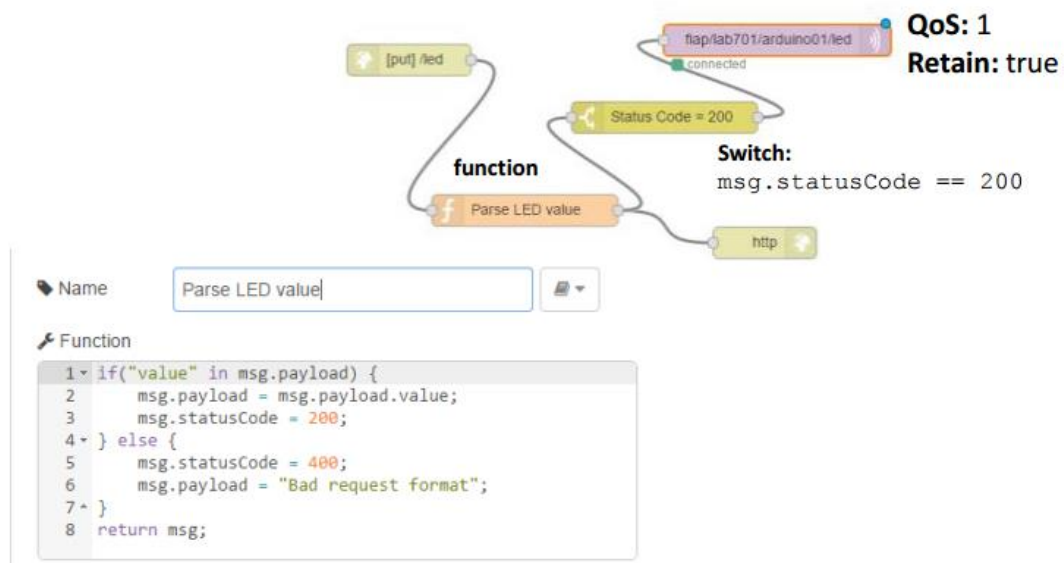 QoS: 1
fiap/lab701/arduino01/led
[put] /led
Retain: true
connected
Status Code = 200
Switch:
function
msg.statusCode == 200
Parse LED value
http
Name
Parse LED value
Function
1 if("value" in msg.payload) {
2 msg.payload = msg.payload.value;
3 msg.statusCode = 200;
4 } else {
5 msg.statusCode = 400;
6 msg.payload = "Bad request format";
7 }
8 return msg;